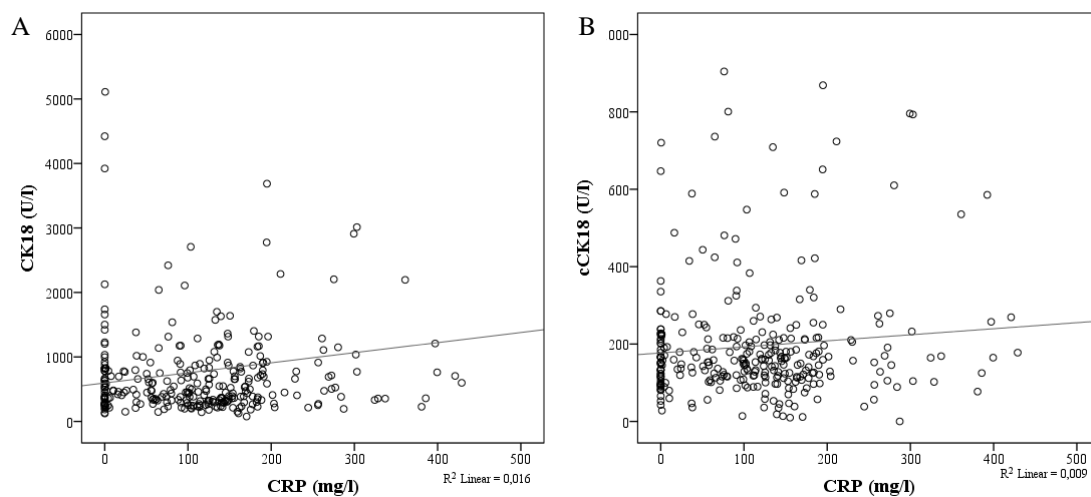 A
6000
5000
4000
3000
2000
1000
0
CK18 (U/l)
0 100 200 300 400 500
CRP (mg/l)
R² Linear = 0,016
B
000
800
600
400
200
0
cCK18 (U/l)
0 100 200 300 400 500
CRP (mg/l)
R² Linear = 0,009